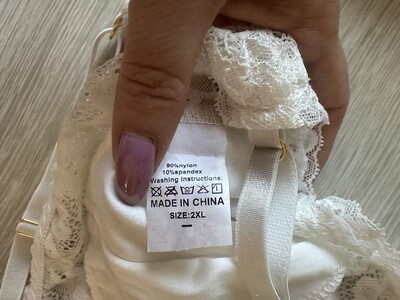 90%nylon
10%spandex
Washing Instructions:
MADE IN CHINA
SIZE:2XL